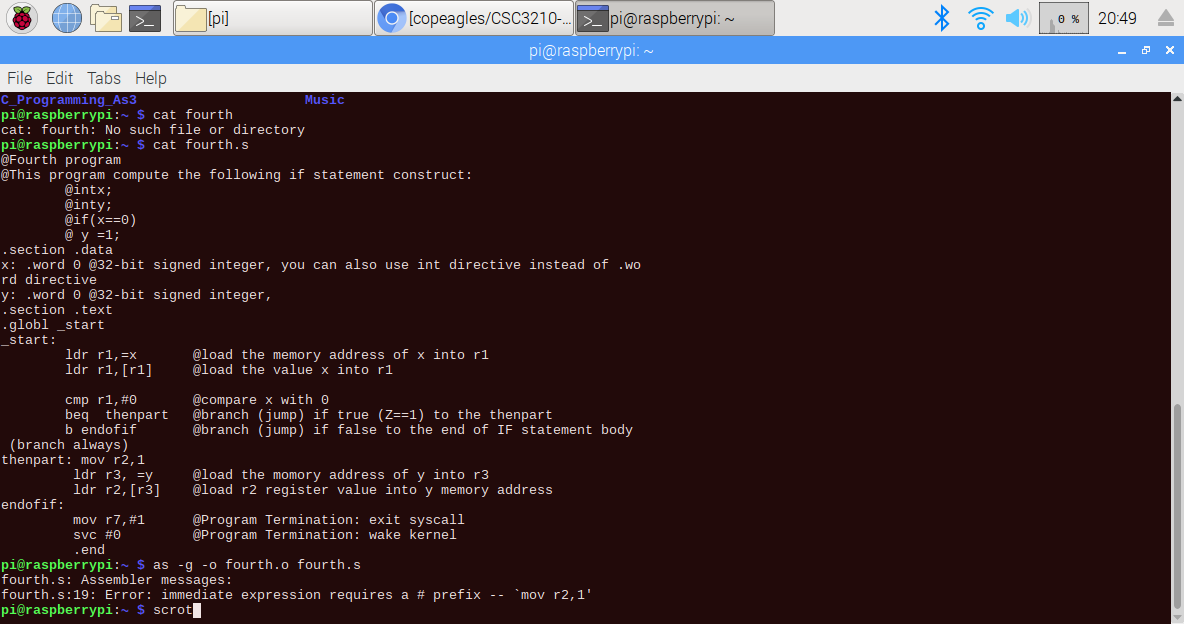 [pi]
[copeagles/CSC3210-...
pi@raspberrypi: ~
0 %
20:49
pi@raspberrypi: ~
File Edit Tabs Help
C_Programming_As3                     Music
pi@raspberrypi:~ $ cat fourth
cat: fourth: No such file or directory
pi@raspberrypi:~ $ cat fourth.s
@Fourth program
@This program compute the following if statement construct:
        @intx;
        @inty;
        @if(x==0)
        @ y =1;
.section .data
x: .word 0 @32-bit signed integer, you can also use int directive instead of .wo
rd directive
y: .word 0 @32-bit signed integer,
.section .text
.globl _start
_start:
        ldr r1,=x       @load the memory address of x into r1
        ldr r1,[r1]     @load the value x into r1

        cmp r1,#0       @compare x with 0
        beq  thenpart   @branch (jump) if true (Z==1) to the thenpart
        b endofif       @branch (jump) if false to the end of IF statement body
 (branch always)
thenpart: mov r2,1
         ldr r3, =y     @load the momory address of y into r3
         ldr r2,[r3]    @load r2 register value into y memory address
endofif:
         mov r7,#1      @Program Termination: exit syscall
         svc #0         @Program Termination: wake kernel
         .end
pi@raspberrypi:~ $ as -g -o fourth.o fourth.s
fourth.s: Assembler messages:
fourth.s:19: Error: immediate expression requires a # prefix -- `mov r2,1'
pi@raspberrypi:~ $ scrot